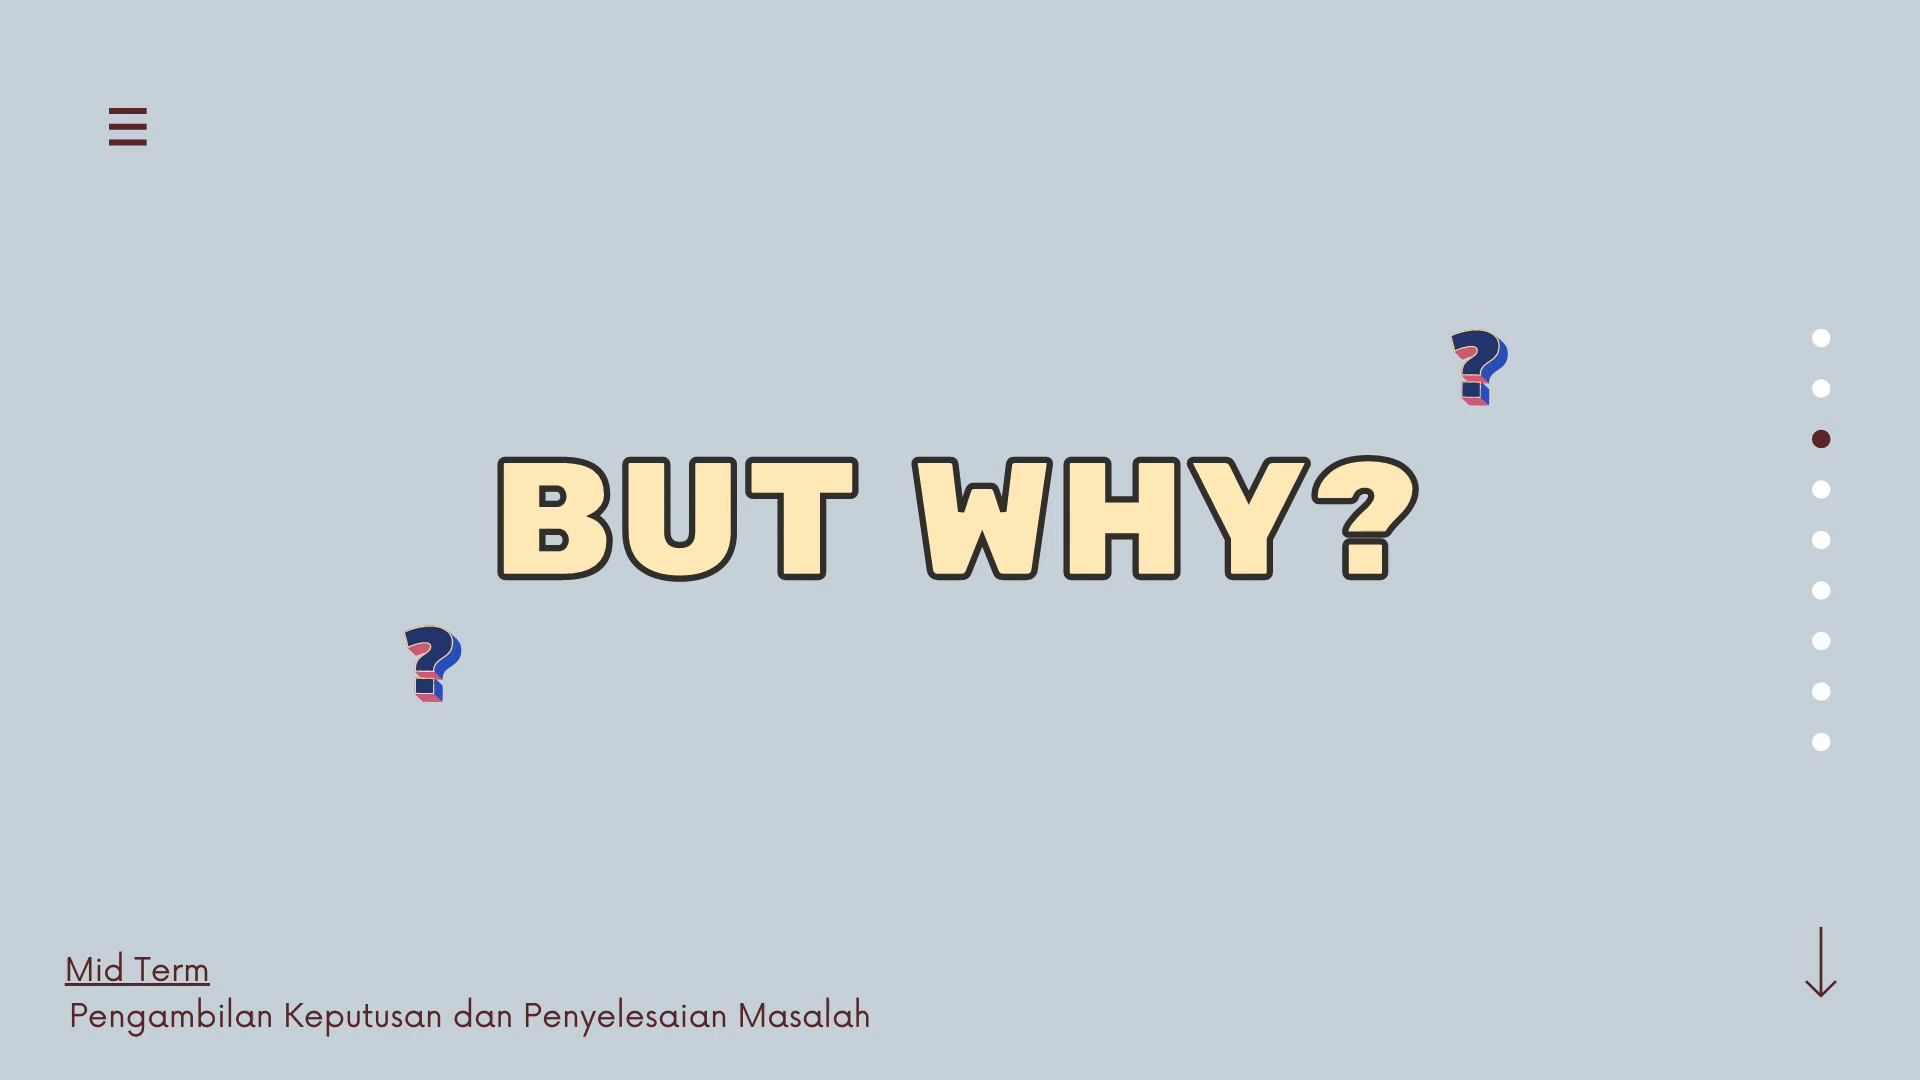 ?
BUT WHY?
?
Mid Term
Pengambilan Keputusan dan Penyelesaian Masalah